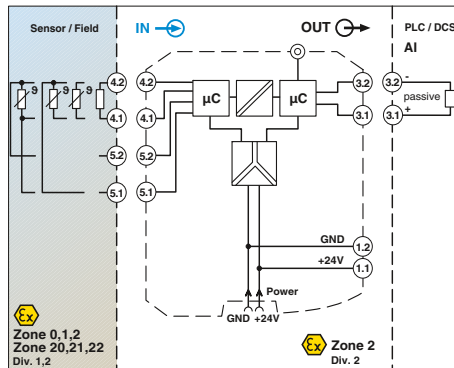 Sensor / Field
IN
OUT
PLC / DCS
AI
ϑ ϑ ϑ
4.2 4.2 3.2 3.2 -
µC µC
passive
4.1 4.1 3.1 3.1 +
5.2 5.2
5.1 5.1
GND 1.2
+24V 1.1
Power
GND +24V
Ex
Zone 0,1,2
Zone 20,21,22
Div. 1,2
Ex Zone 2
Div. 2